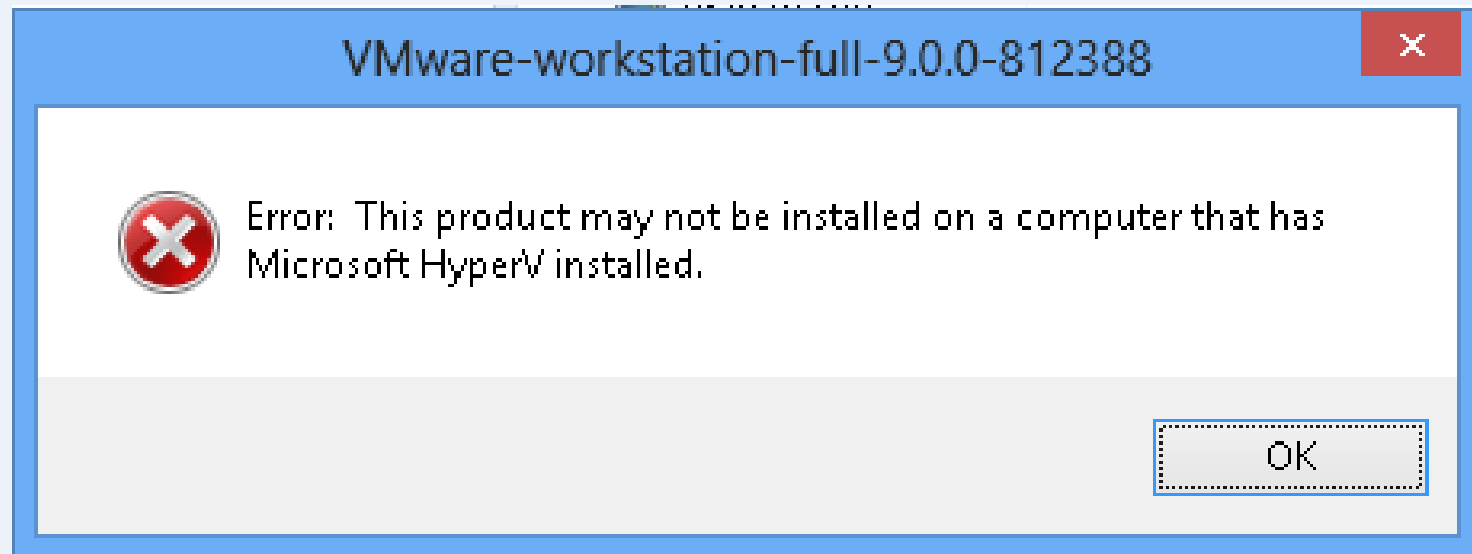 VMware-workstation-full-9.0.0-812388
Error:  This product may not be installed on a computer that has
Microsoft HyperV installed.
OK